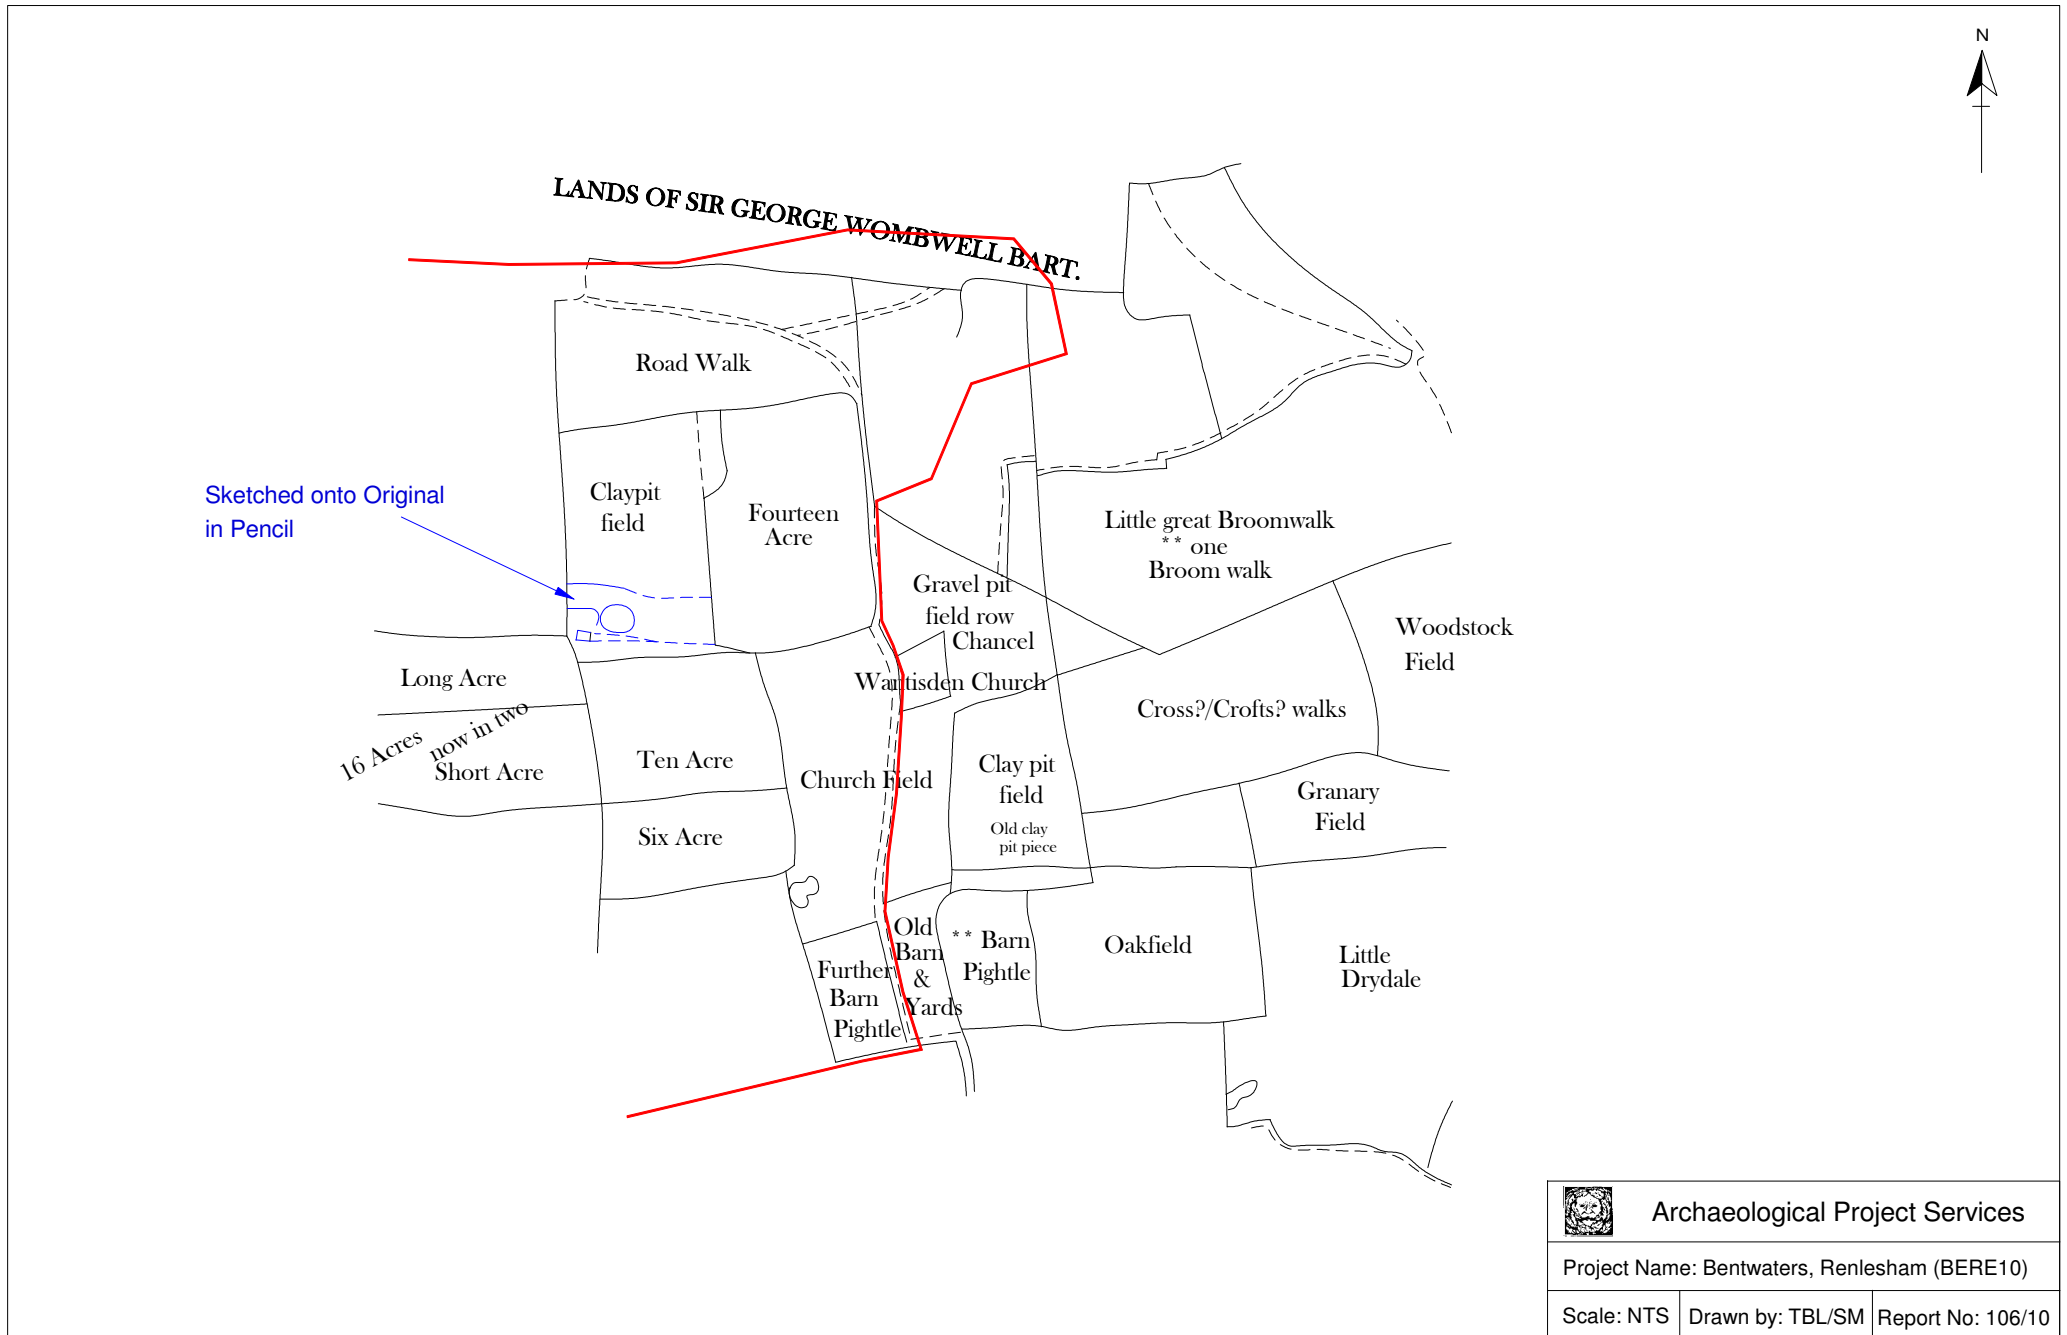 N
LANDS OF SIR GEORGE WOMBWELL BART.
Road Walk
Sketched onto Original
in Pencil
Claypit
field
Fourteen
Acre
Little great Broomwalk
** one
Broom walk
Gravel pit
field row
Chancel
Wantisden Church
Woodstock
Field
Long Acre
16 Acres now in two
Short Acre
Ten Acre
Six Acre
Church Field
Cross?/Crofts? walks
Clay pit
field
Old clay
pit piece
Granary
Field
Old
Barn
&
Yards
** Barn
Pightle
Oakfield
Little
Drydale
Further
Barn
Pightle
Archaeological Project Services
Project Name: Bentwaters, Renlesham (BERE10)
Scale: NTS
Drawn by: TBL/SM
Report No: 106/10